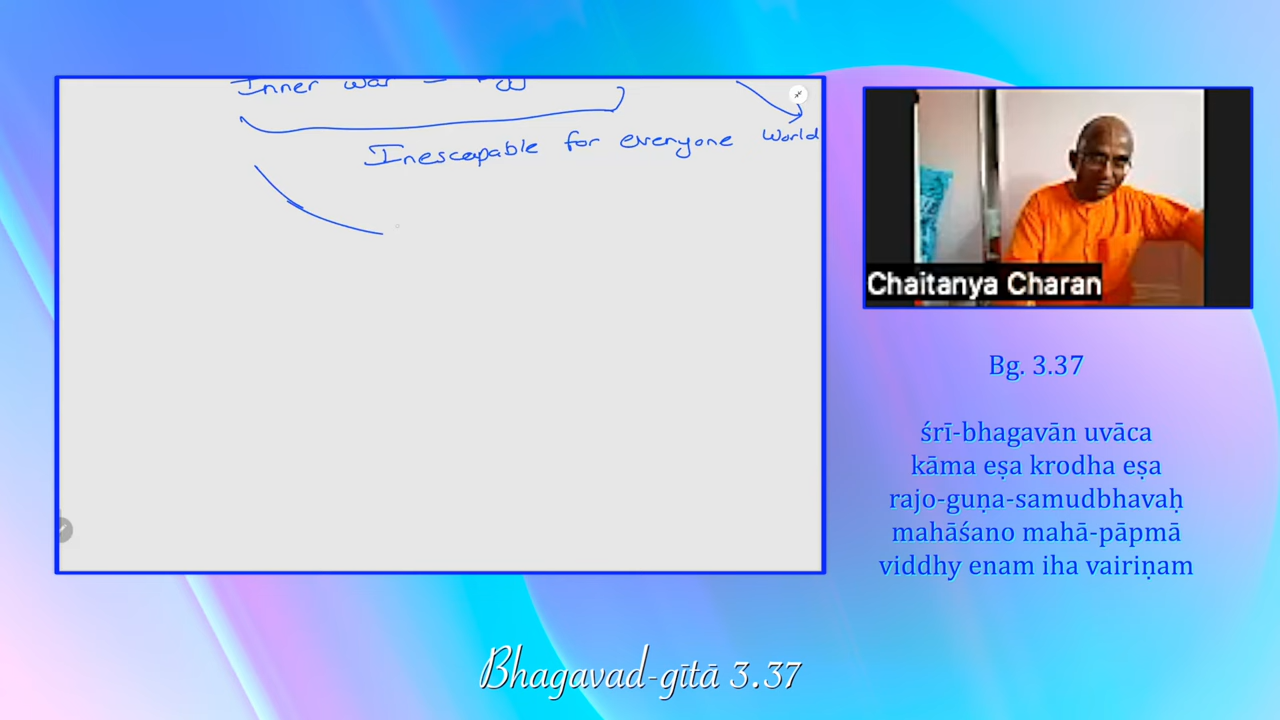 Inner war
Inescapable for everyone World
Chaitanya Charan
Bg. 3.37
śrī-bhagavān uvāca
kāma eṣa krodha eṣa
rajo-guṇa-samudbhavaḥ
mahāśano mahā-pāpmā
viddhy enam iha vairiṇam
Bhagavad-gītā 3.37